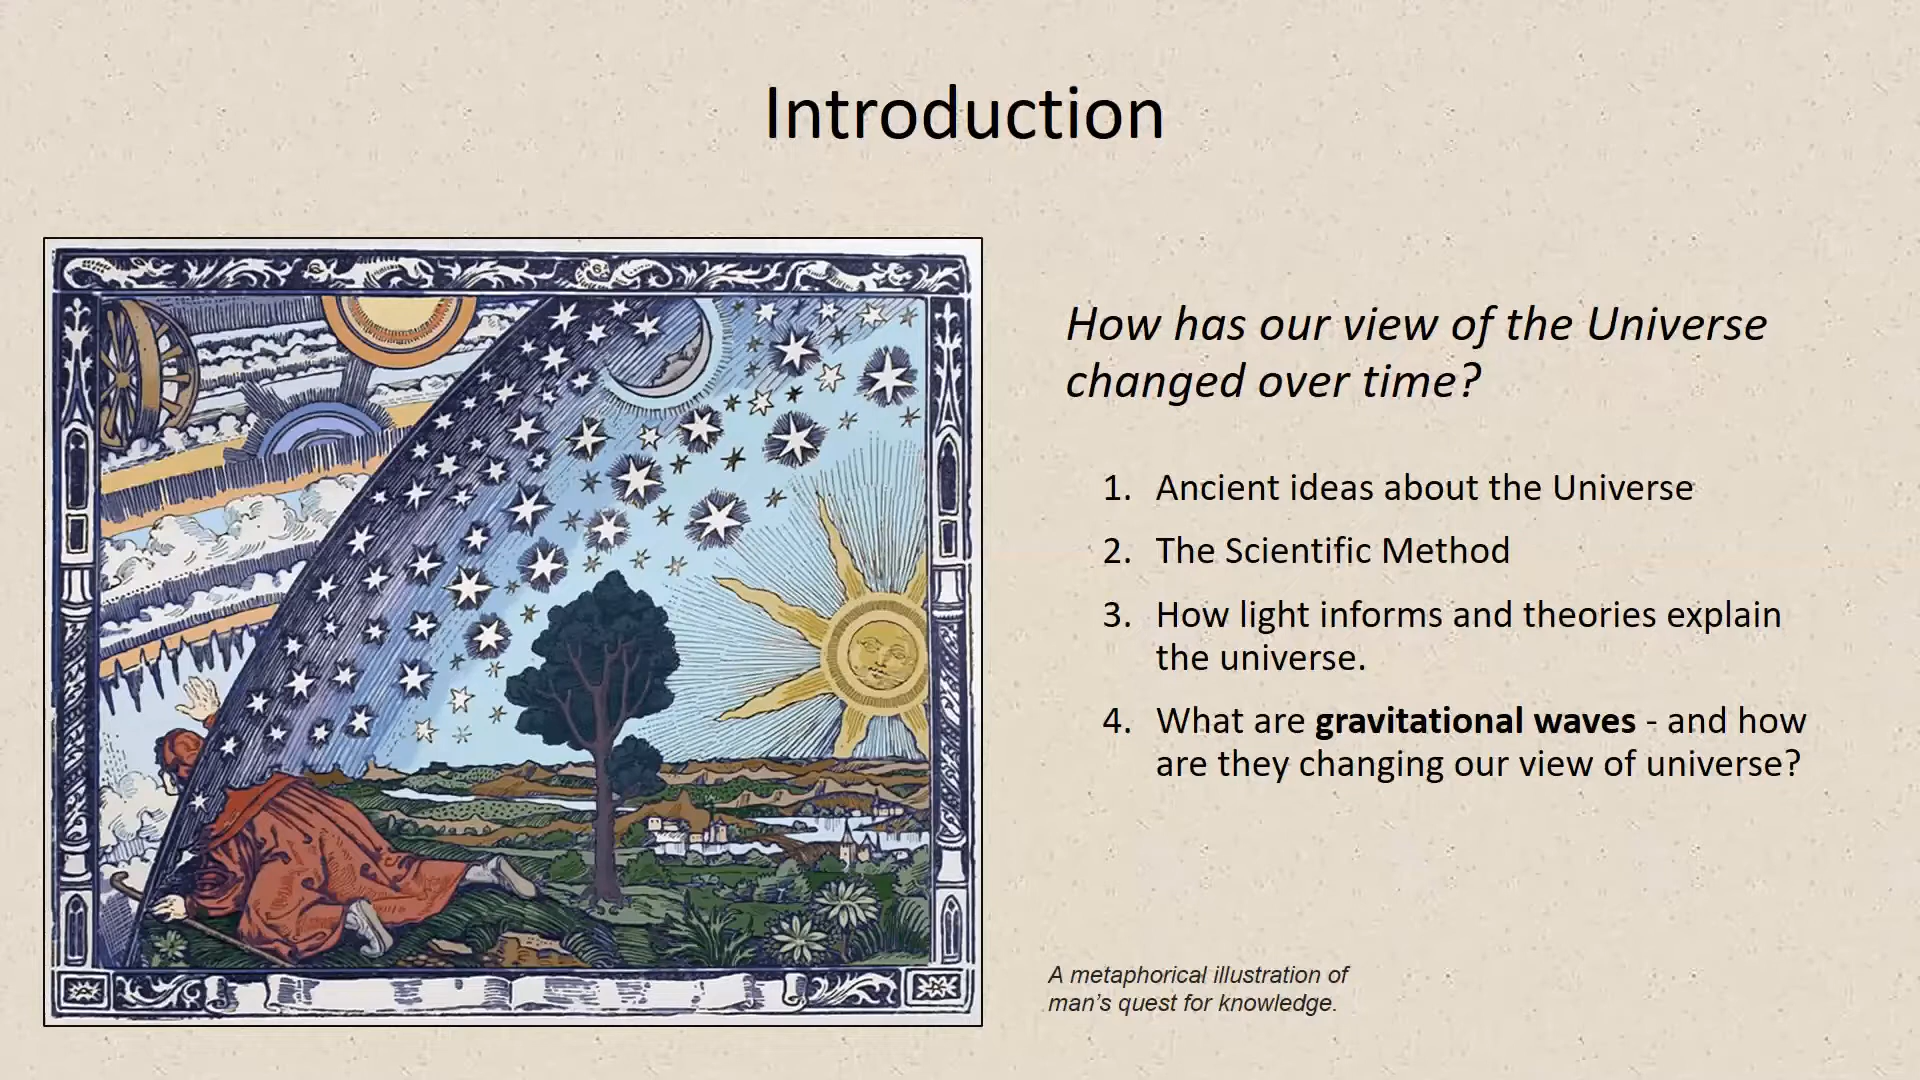 Introduction
How has our view of the Universe
changed over time?
1. Ancient ideas about the Universe
2. The Scientific Method
3. How light informs and theories explain
the universe.
4. What are gravitational waves - and how
are they changing our view of universe?
A metaphorical illustration of
man’s quest for knowledge.